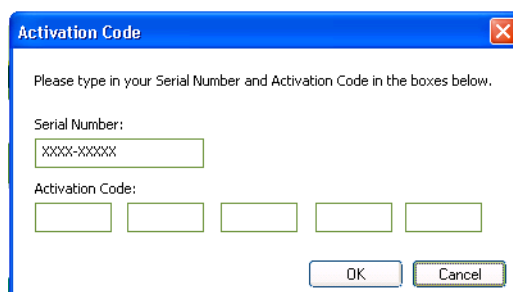 Activation Code
Please type in your Serial Number and Activation Code in the boxes below.
Serial Number:
XXXX-XXXXX
Activation Code:
OK Cancel